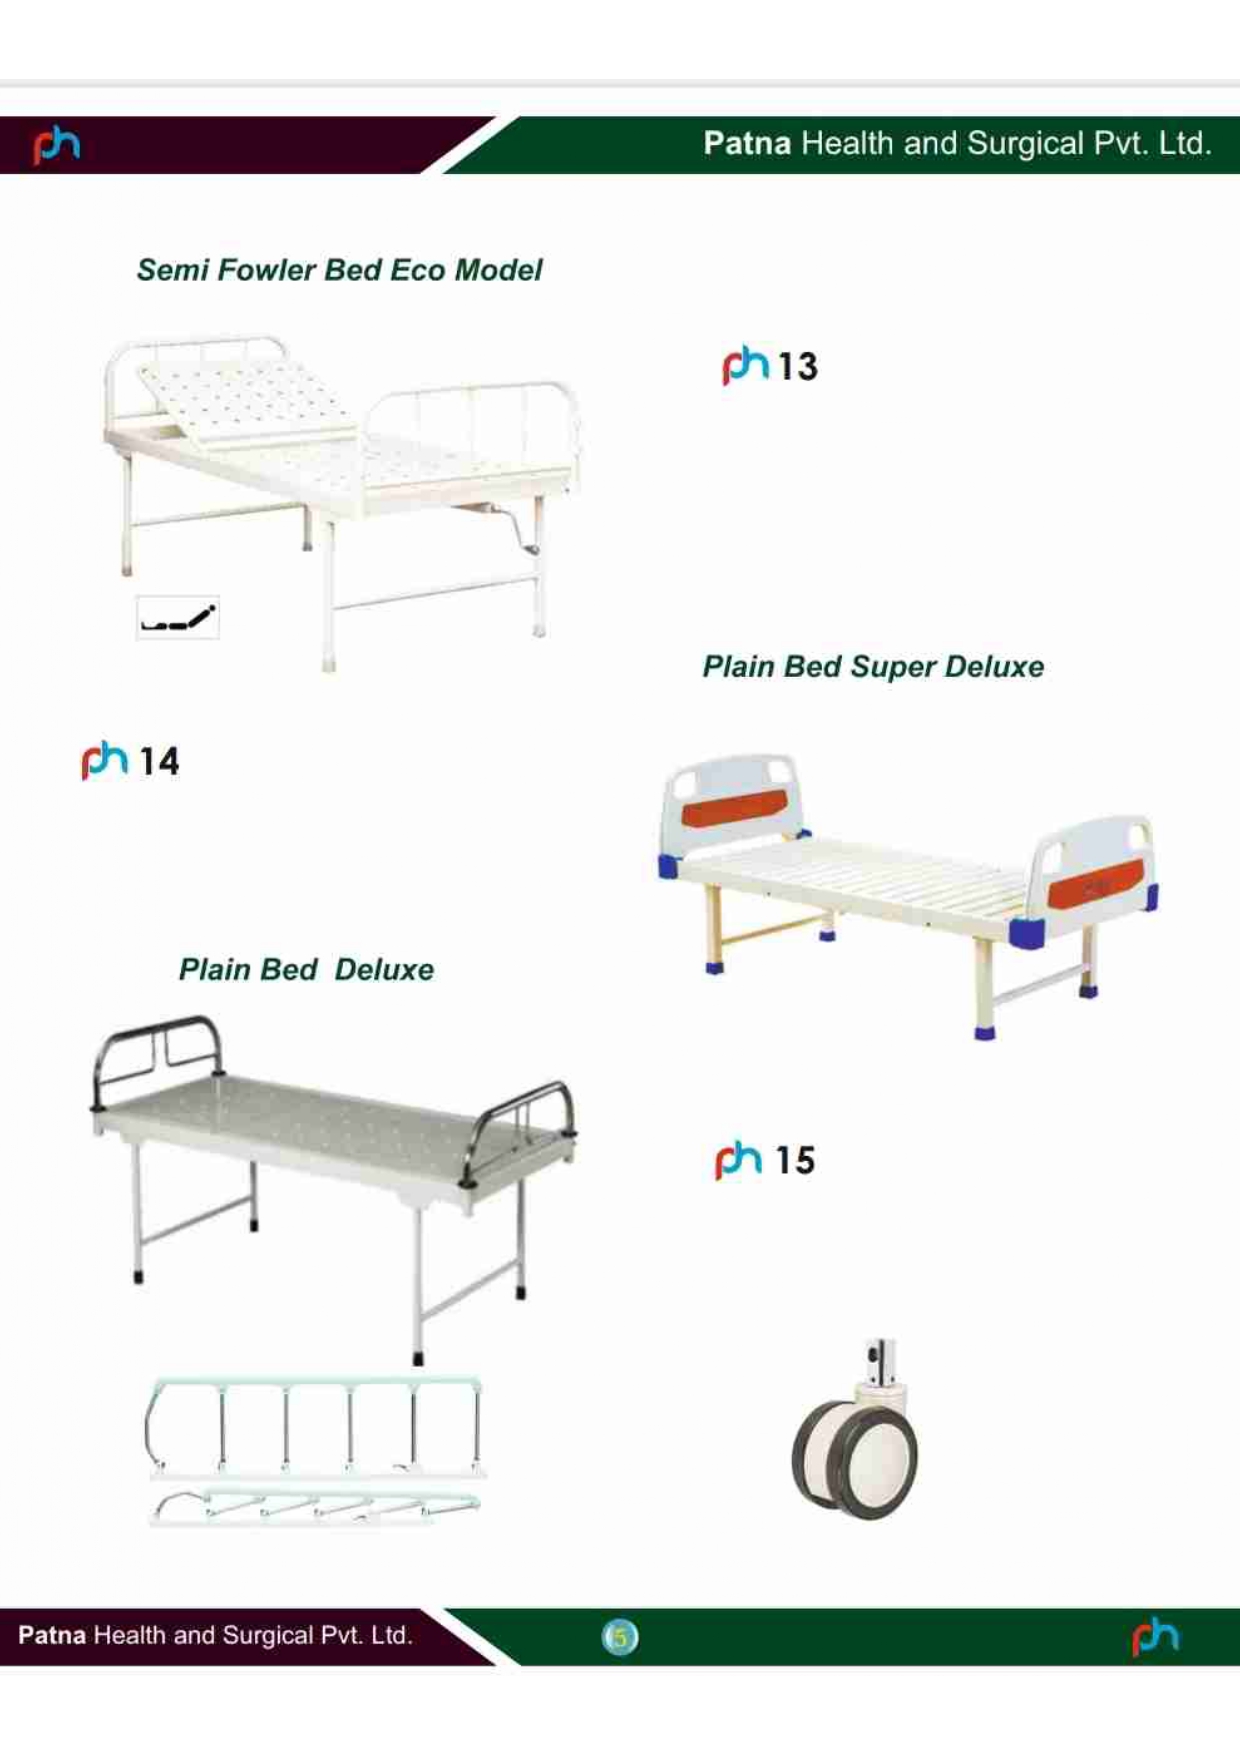 ph
Patna Health and Surgical Pvt. Ltd.
Semi Fowler Bed Eco Model
ph 13
Plain Bed Super Deluxe
ph 14
Plain Bed Deluxe
ph 15
Patna Health and Surgical Pvt. Ltd.
5
ph